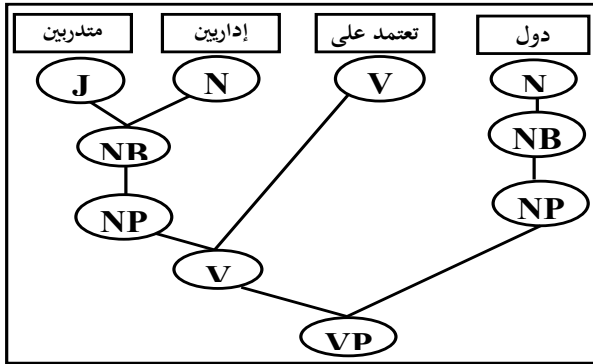 دول تعتمد على إداريين متدربين
J N V N
NB NB
NP NP
V
VP